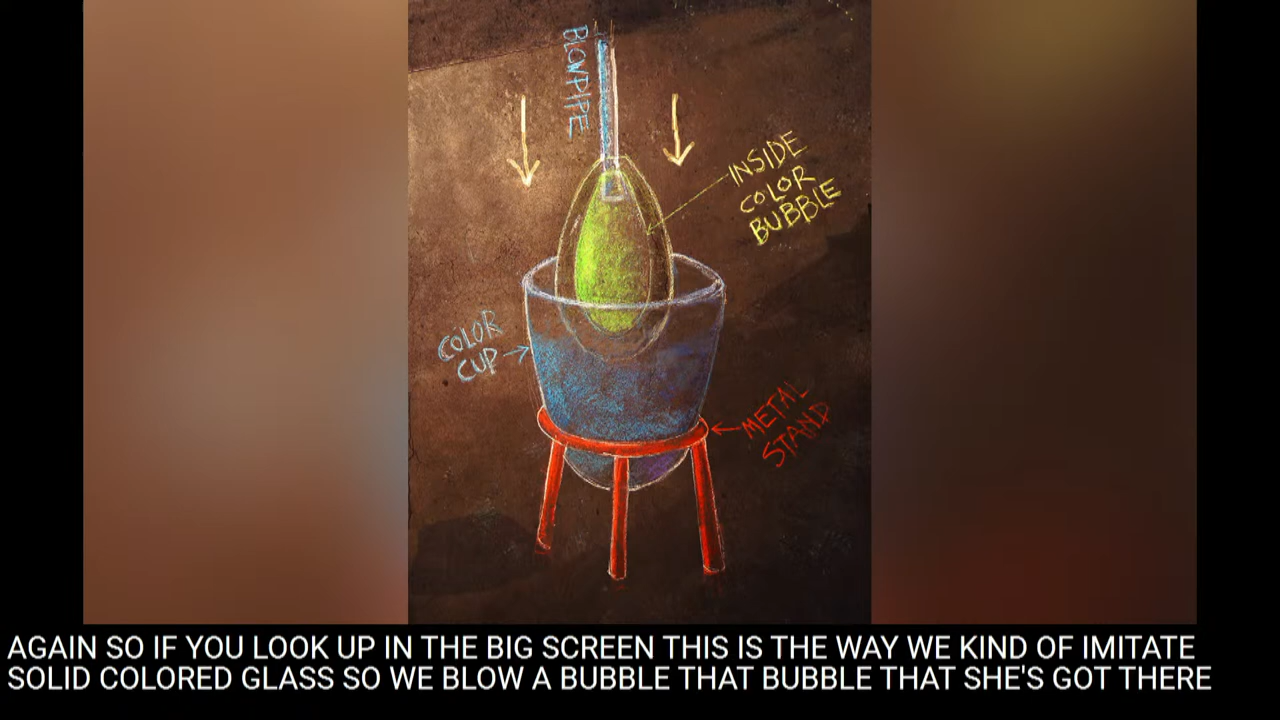 BLOWPIPE
INSIDE
COLOR
BUBBLE
COLOR
CUP
METAL
STAND
AGAIN SO IF YOU LOOK UP IN THE BIG SCREEN THIS IS THE WAY WE KIND OF IMITATE
SOLID COLORED GLASS SO WE BLOW A BUBBLE THAT BUBBLE THAT SHE'S GOT THERE